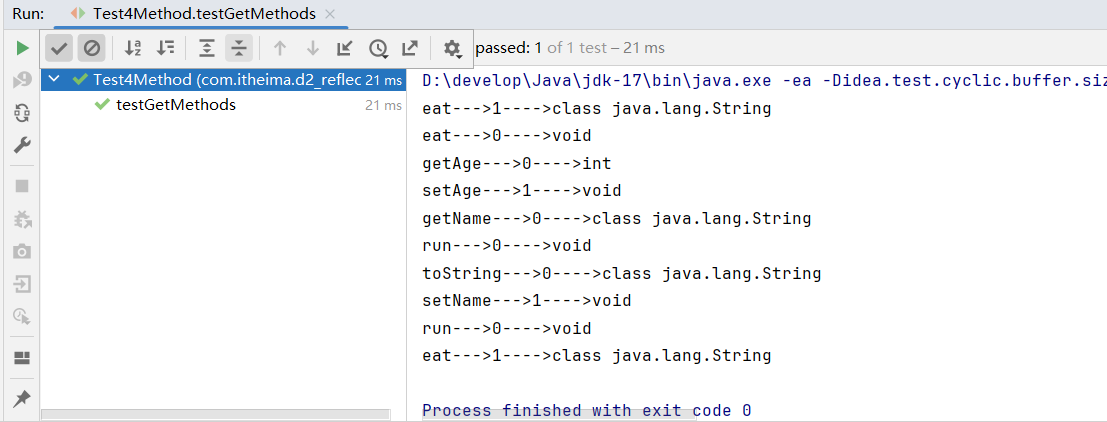 Run: Test4Method.testGetMethods ×
passed: 1 of 1 test – 21 ms
Test4Method (com.itheima.d2_reflec 21 ms
testGetMethods 21 ms
D:\develop\Java\jdk-17\bin\java.exe -ea -Didea.test.cyclic.buffer.siz
eat--->1---->class java.lang.String
eat--->0---->void
getAge--->0---->int
setAge--->1---->void
getName--->0---->class java.lang.String
run--->0---->void
toString--->0---->class java.lang.String
setName--->1---->void
run--->0---->void
eat--->1---->class java.lang.String
Process finished with exit code 0